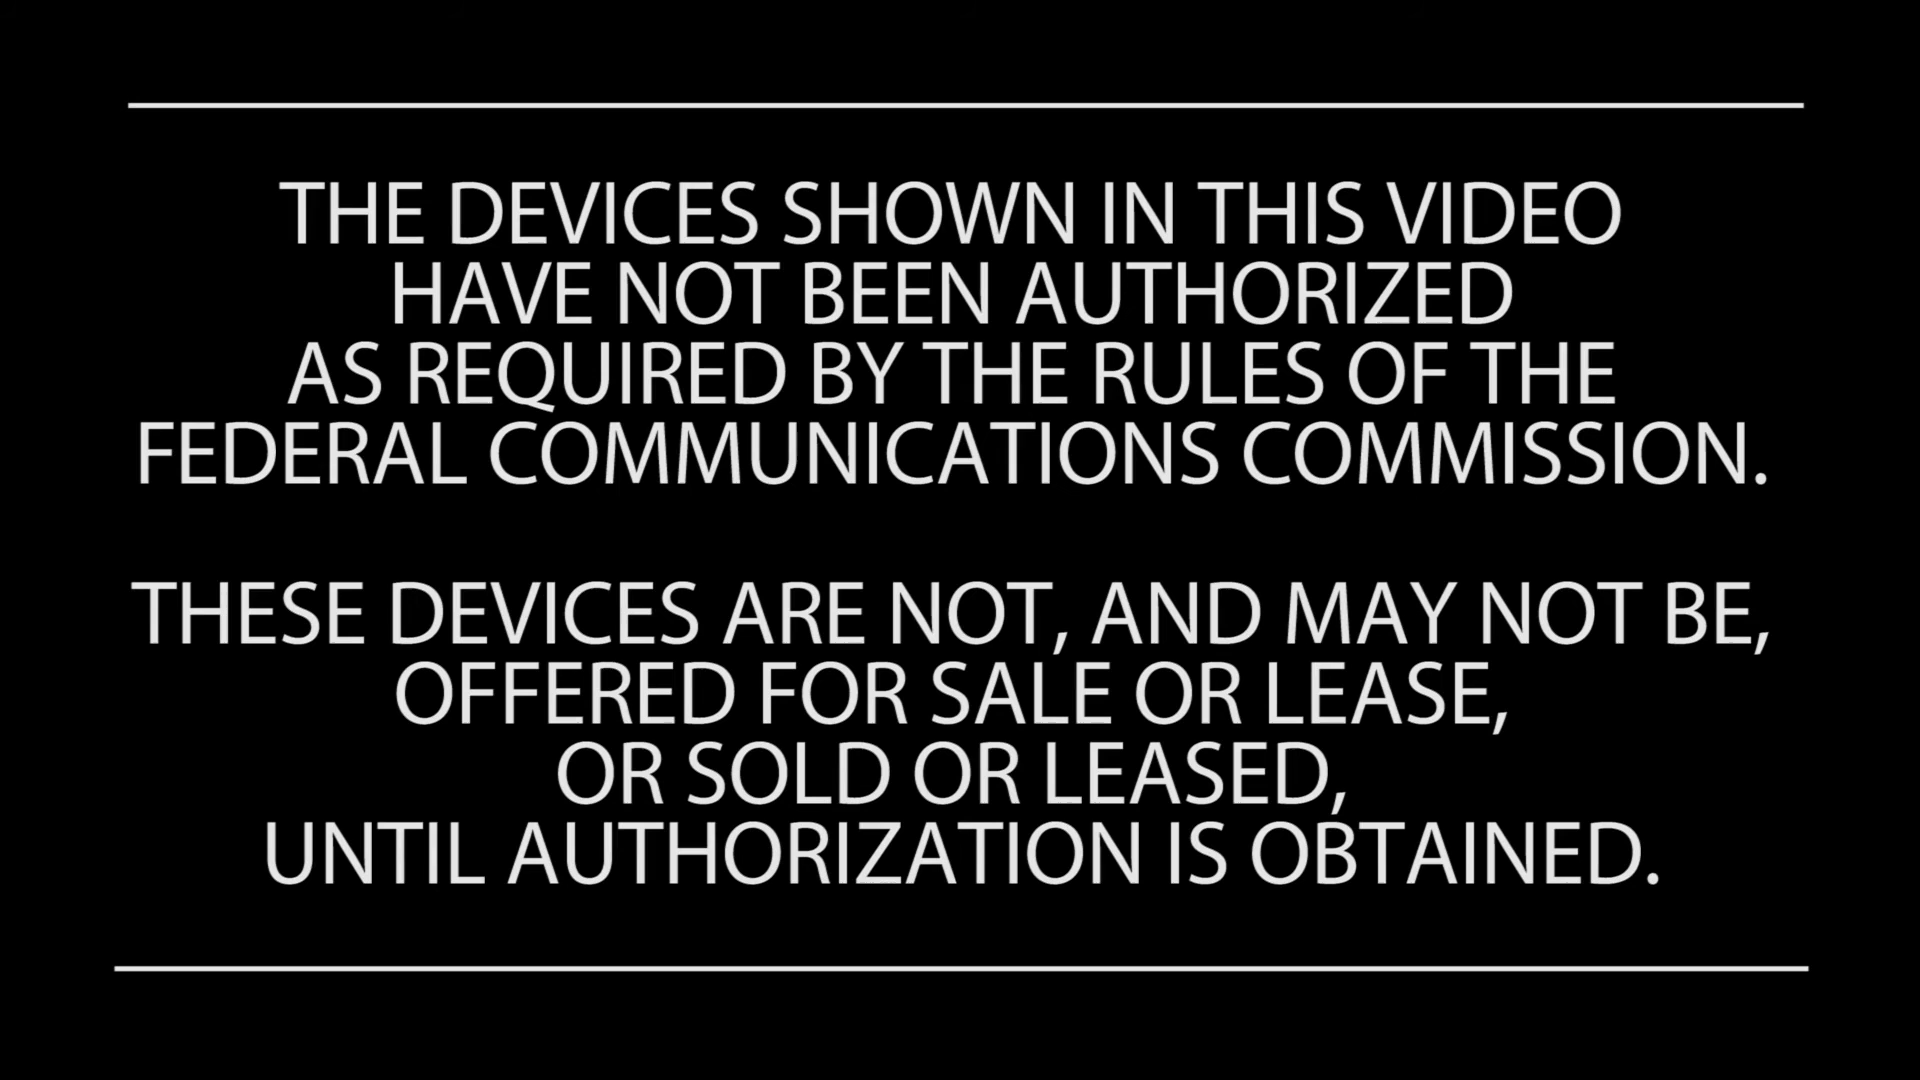 THE DEVICES SHOWN IN THIS VIDEO
HAVE NOT BEEN AUTHORIZED
AS REQUIRED BY THE RULES OF THE
FEDERAL COMMUNICATIONS COMMISSION.
THESE DEVICES ARE NOT, AND MAY NOT BE,
OFFERED FOR SALE OR LEASE,
OR SOLD OR LEASED,
UNTIL AUTHORIZATION IS OBTAINED.